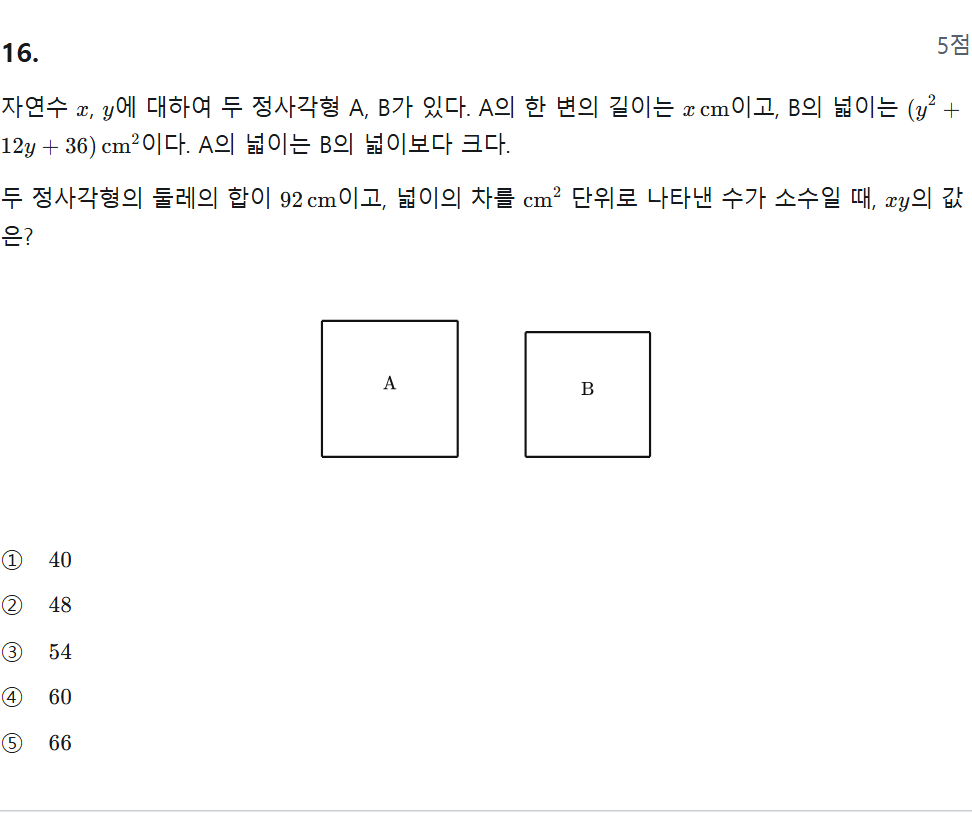 16.
5점
자연수 x, y에 대하여 두 정사각형 A, B가 있다. A의 한 변의 길이는 x cm이고, B의 넓이는 (y² +
12y + 36) cm²이다. A의 넓이는 B의 넓이보다 크다.
두 정사각형의 둘레의 합이 92 cm이고, 넓이의 차를 cm² 단위로 나타낸 수가 소수일 때, xy의 값
은?
A
B
① 40
② 48
③ 54
④ 60
⑤ 66